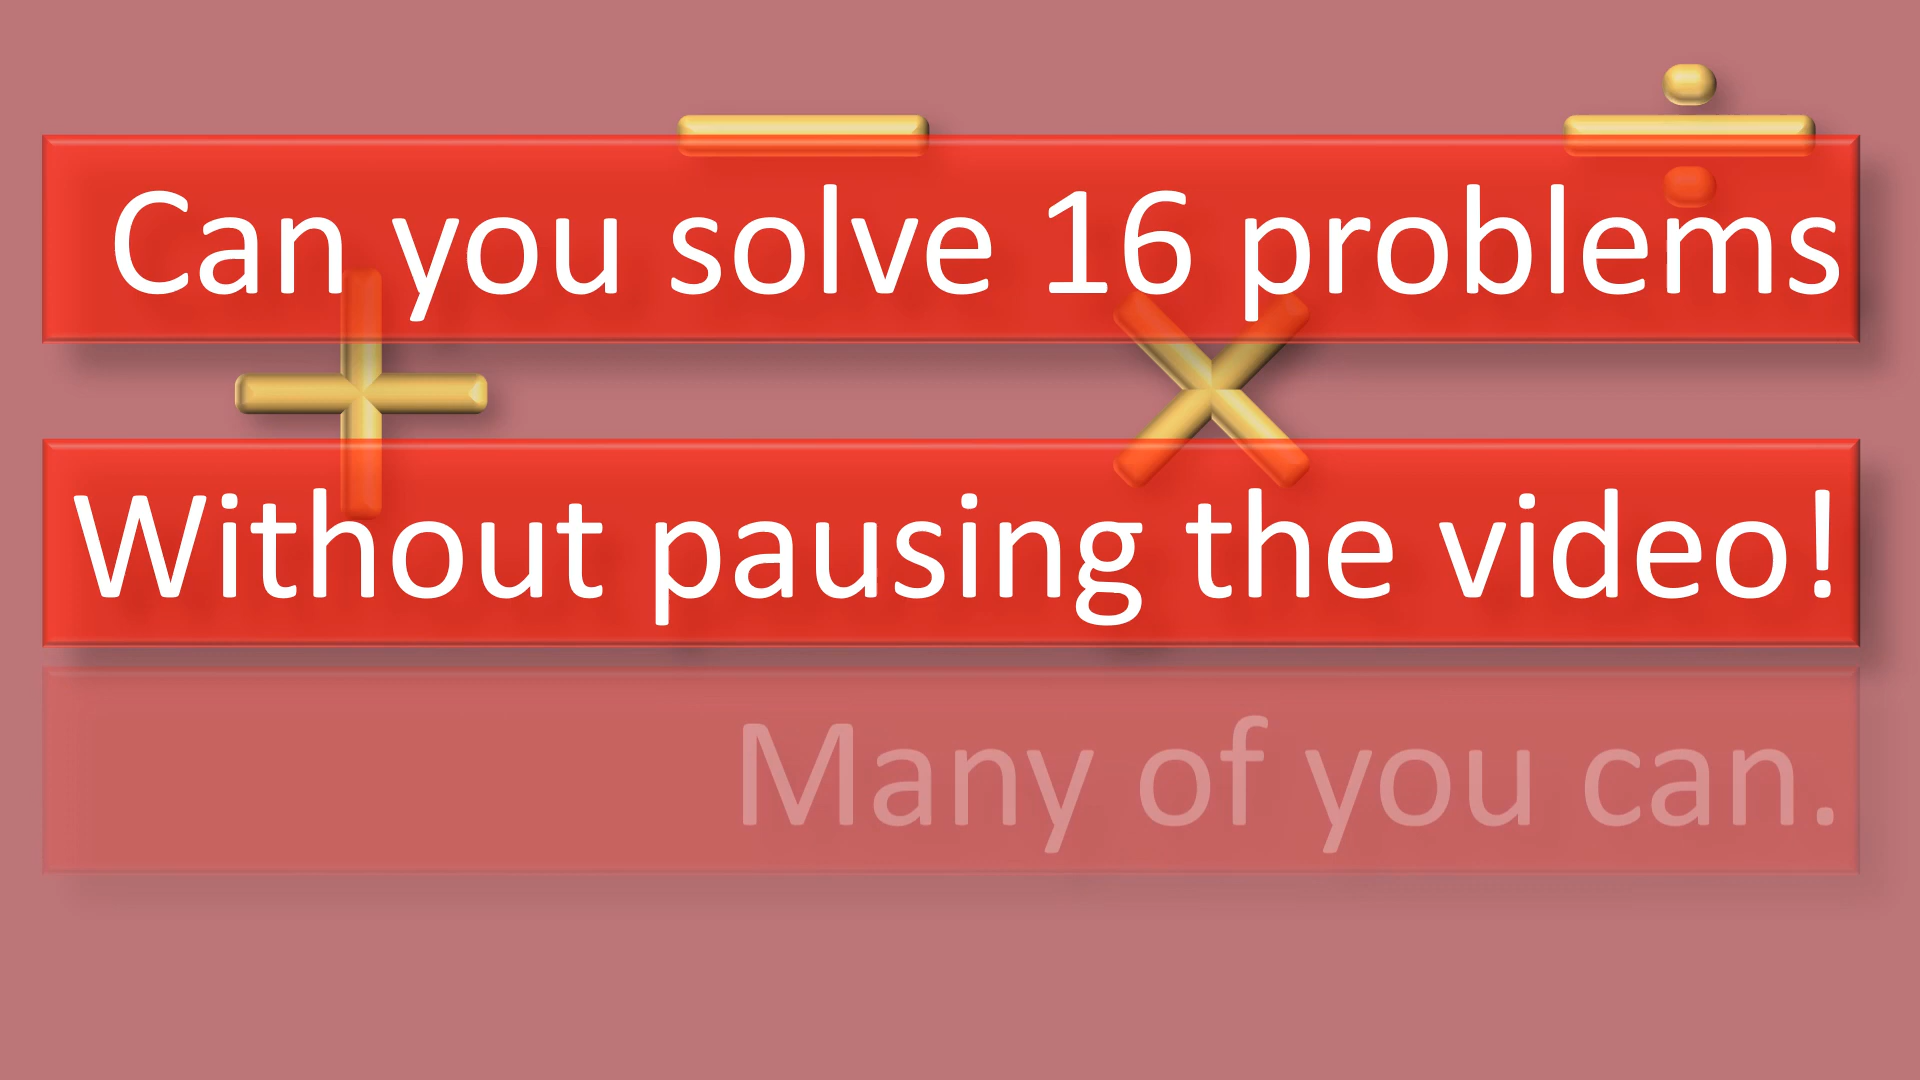 Can you solve 16 problems
Without pausing the video!
Many of you can.